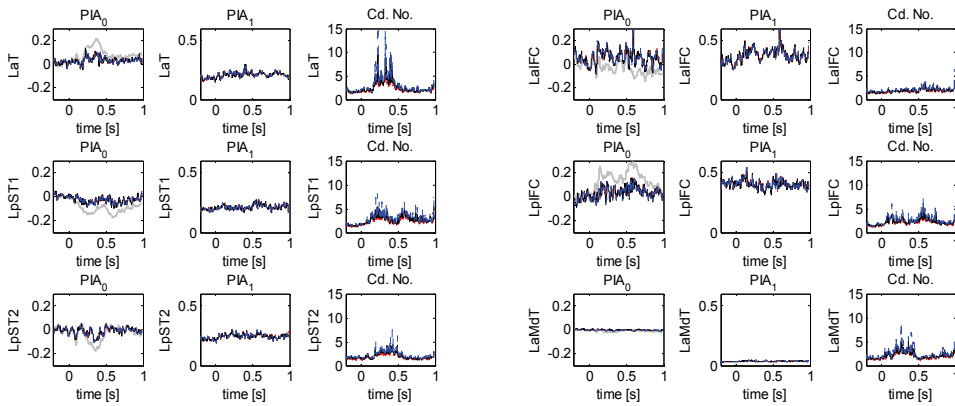 PIA0 PIA1 Cd. No. PIA0 PIA1 Cd. No.
LaT 0.2 0 -0.2 LaT 0.5 0 LaT 15 10 5 0 LaIFC 0.2 0 -0.2 LaIFC 0.5 0 LaIFC 15 10 5 0
0 0.5 1 0 0.5 1 0 0.5 1 0 0.5 1 0 0.5 1 0 0.5 1
time [s] time [s] time [s] time [s] time [s] time [s]
PIA0 PIA1 Cd. No. PIA0 PIA1 Cd. No.
LpST1 0.2 0 -0.2 LpST1 0.5 0 LpST1 15 10 5 0 LpIFC 0.2 0 -0.2 LpIFC 0.5 0 LpIFC 15 10 5 0
0 0.5 1 0 0.5 1 0 0.5 1 0 0.5 1 0 0.5 1 0 0.5 1
time [s] time [s] time [s] time [s] time [s] time [s]
PIA0 PIA1 Cd. No. PIA0 PIA1 Cd. No.
LpST2 0.2 0 -0.2 LpST2 0.5 0 LpST2 15 10 5 0 LaMdT 0.2 0 -0.2 LaMdT 0.5 0 LaMdT 15 10 5 0
0 0.5 1 0 0.5 1 0 0.5 1 0 0.5 1 0 0.5 1 0 0.5 1
time [s] time [s] time [s] time [s] time [s] time [s]